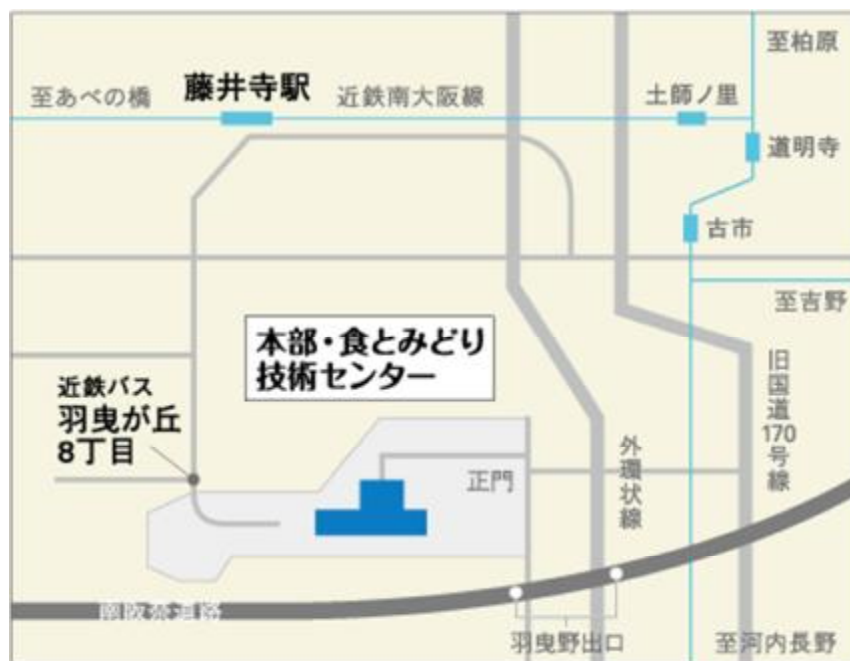 至柏原
藤井寺駅
至あべの橋
近鉄南大阪線
土師ノ里
道明寺
古市
至吉野
本部・食とみどり
技術センター
旧国道170号線
近鉄バス
羽曳が丘
8丁目
外環状線
正門
南阪奈道路
羽曳野出口
至河内長野